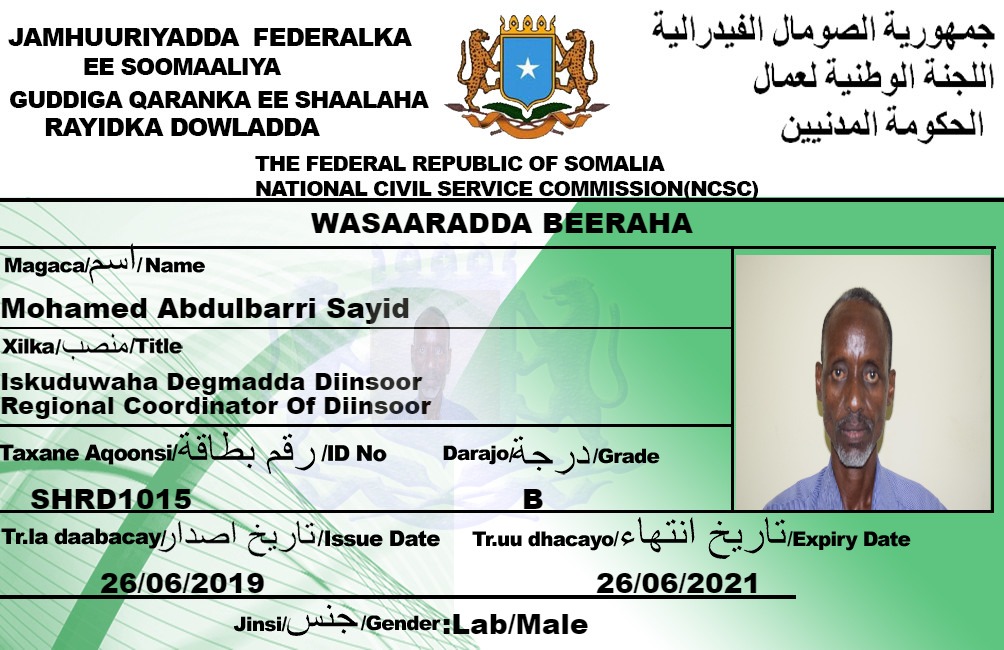 JAMHUURIYADDA FEDERALKA
EE SOOMAALIYA
GUDDIGA QARANKA EE SHAALAHA
RAYIDKA DOWLADDA
جمهورية الصومال الفيدرالية
اللجنة الوطنية لعمال
الحكومة المدنيين
THE FEDERAL REPUBLIC OF SOMALIA
NATIONAL CIVIL SERVICE COMMISSION(NCSC)
WASAARADDA BEERAHA
Magaca/اسم/Name
Mohamed Abdulbarri Sayid
Xilka/منصب/Title
Iskuduwaha Degmadda Diinsoor
Regional Coordinator Of Diinsoor
Taxane Aqoonsi/رقم بطاقة/ID No
Darajo/درجة/Grade
SHRD1015
B
Tr.la daabacay/تاريخ اصدار/Issue Date
Tr.uu dhacayo/تاريخ انتهاء/Expiry Date
26/06/2019
26/06/2021
Jinsi/جنس/Gender:Lab/Male